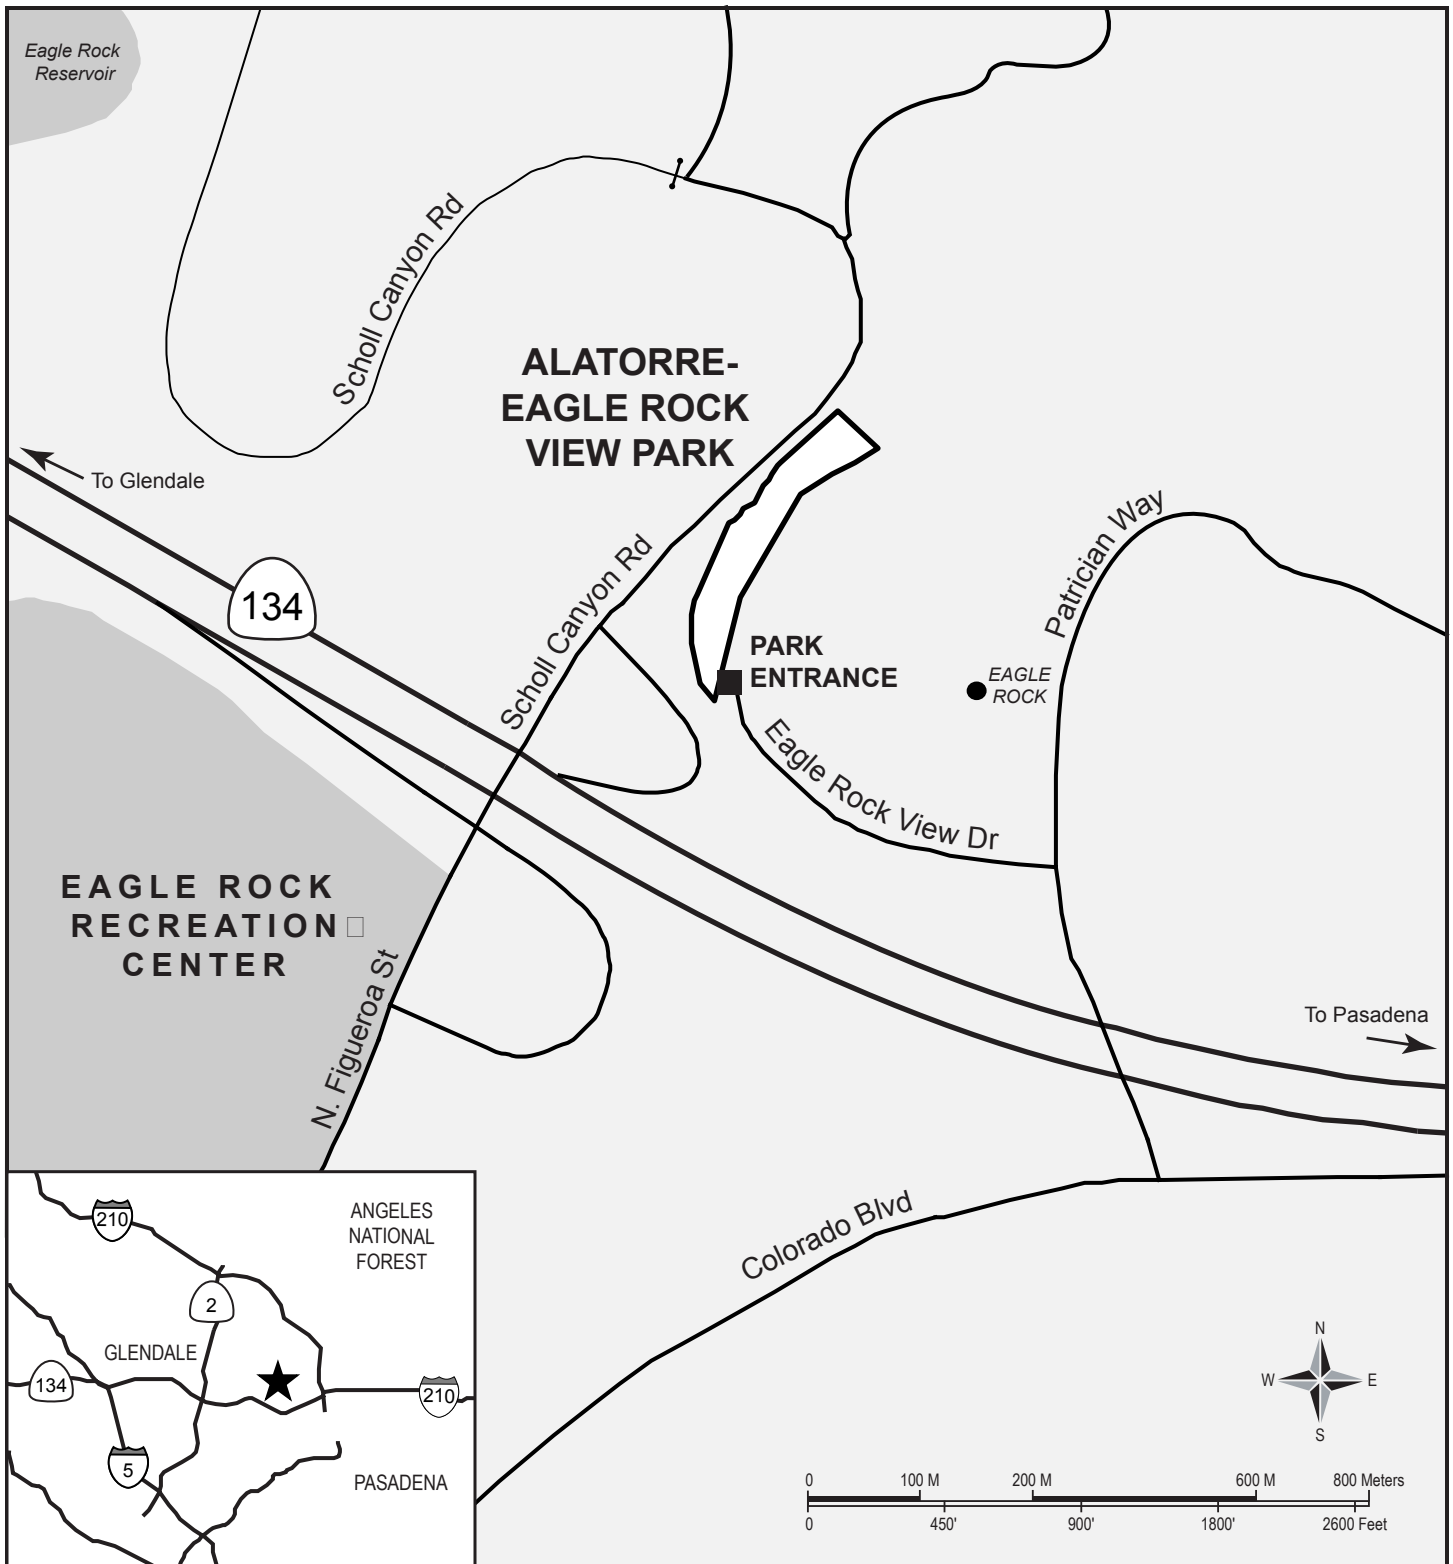 Eagle Rock
Reservoir
Scholl Canyon Rd
ALATORRE-
EAGLE ROCK
VIEW PARK
To Glendale
134
Scholl Canyon Rd
Patrician Way
PARK
ENTRANCE
EAGLE
ROCK
Eagle Rock View Dr
EAGLE ROCK
RECREATION□
CENTER
N. Figueroa St
To Pasadena
Colorado Blvd
210
ANGELES
NATIONAL
FOREST
2
GLENDALE
134
210
5
PASADENA
N
W E
S
0 100 M 200 M 600 M 800 Meters
0 450' 900' 1800' 2600 Feet